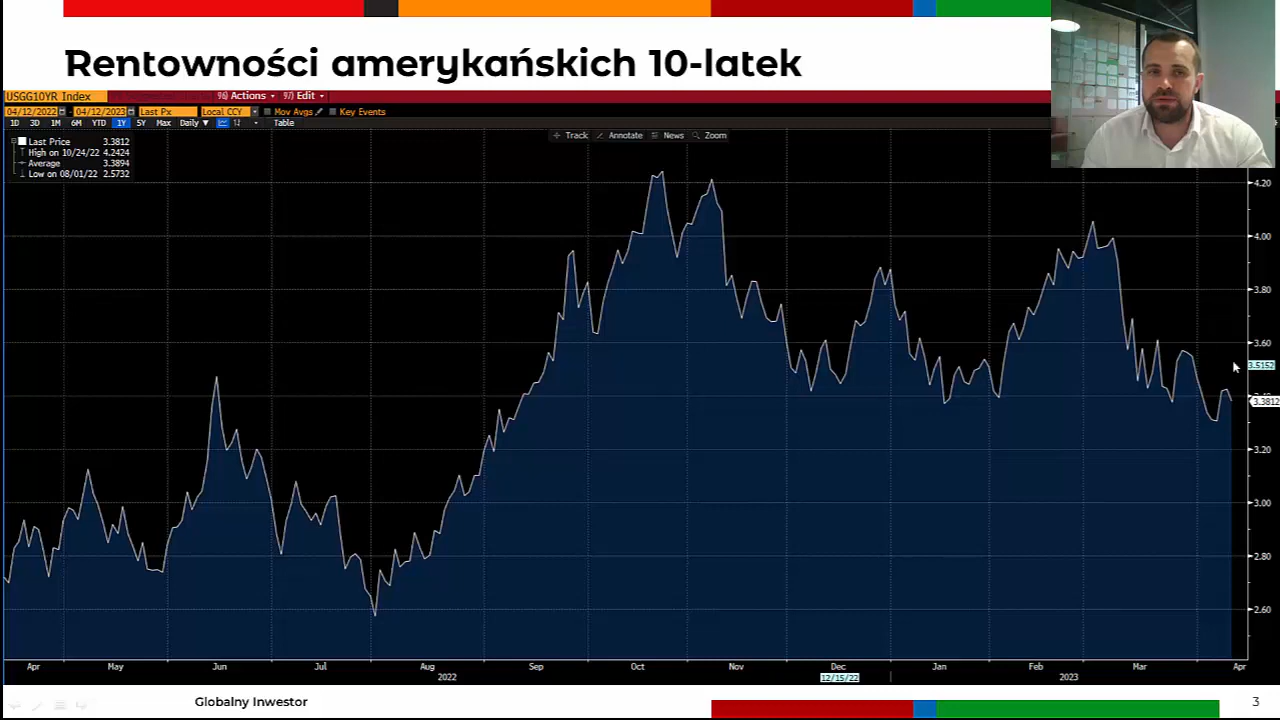 Rentowności amerykańskich 10-latek
USGG10YR Index 96) Actions 97) Edit
04/12/2022 - 04/12/2023 Last Px Local CCY Mov Avgs Key Events
1D 3D 1M 6M YTD 1Y 5Y Max Daily Table
Track Annotate News Zoom
Last Price 3.3812
High on 10/24/22 4.2424
Average 3.3894
Low on 08/01/22 2.5732
4.20
4.00
3.80
3.60
3.5152
3.3812
3.20
3.00
2.80
2.60
Apr May Jun Jul Aug Sep Oct Nov Dec Jan Feb Mar Apr
2022 12/15/22 2023
Globalny Inwestor 3